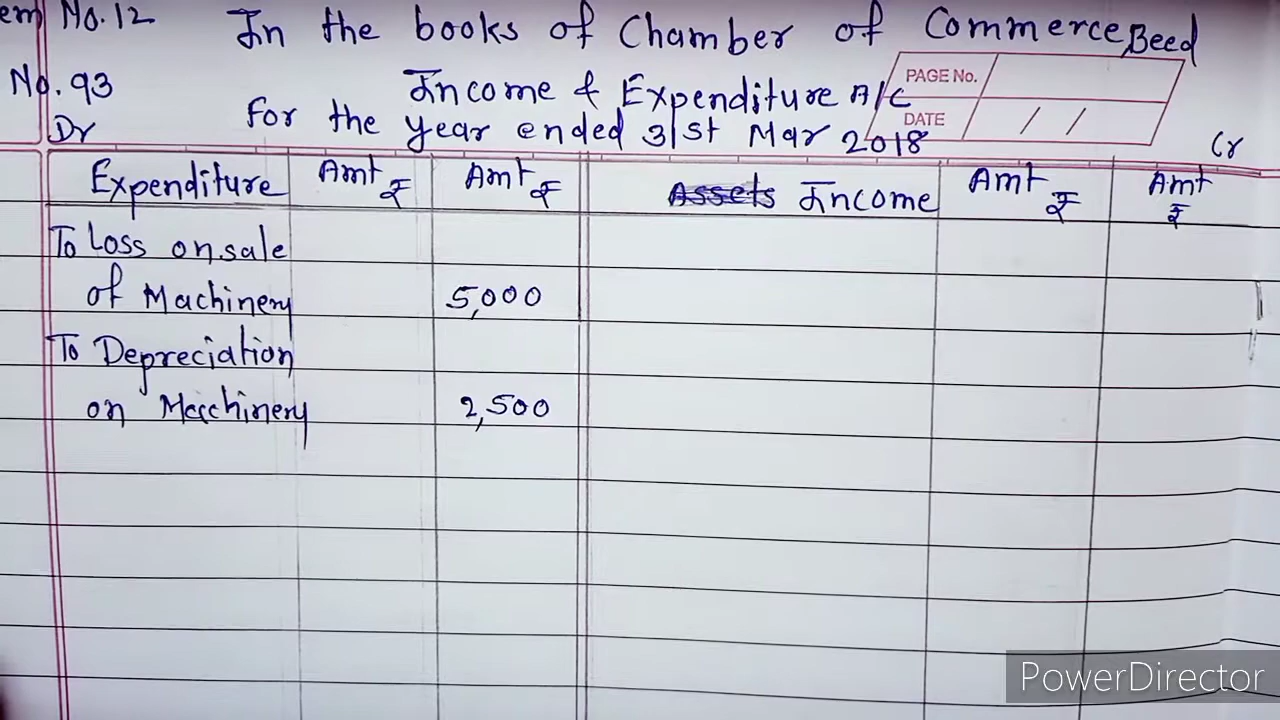 em No.12
In the books of Chamber of Commerce, Beed
No.93
Income & Expenditure A/C
PAGE No.
DATE / /
For the year ended 31st Mar 2018
Dr
Cr
Expenditure Amt ₹ Amt ₹ Assets Income Amt ₹ Amt ₹
To Loss on sale
of Machinery 5,000
To Depreciation
on Machinery 2,500
PowerDirector